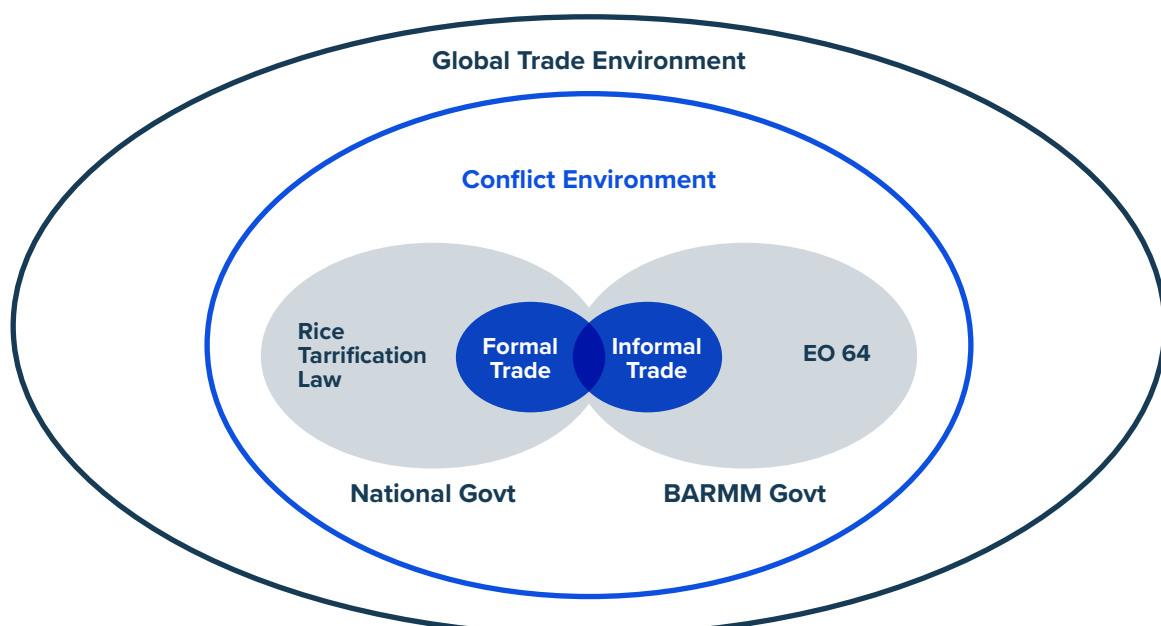 Global Trade Environment
Conflict Environment
Rice
Tarrification
Law
Formal
Trade
Informal
Trade
EO 64
National Govt
BARMM Govt